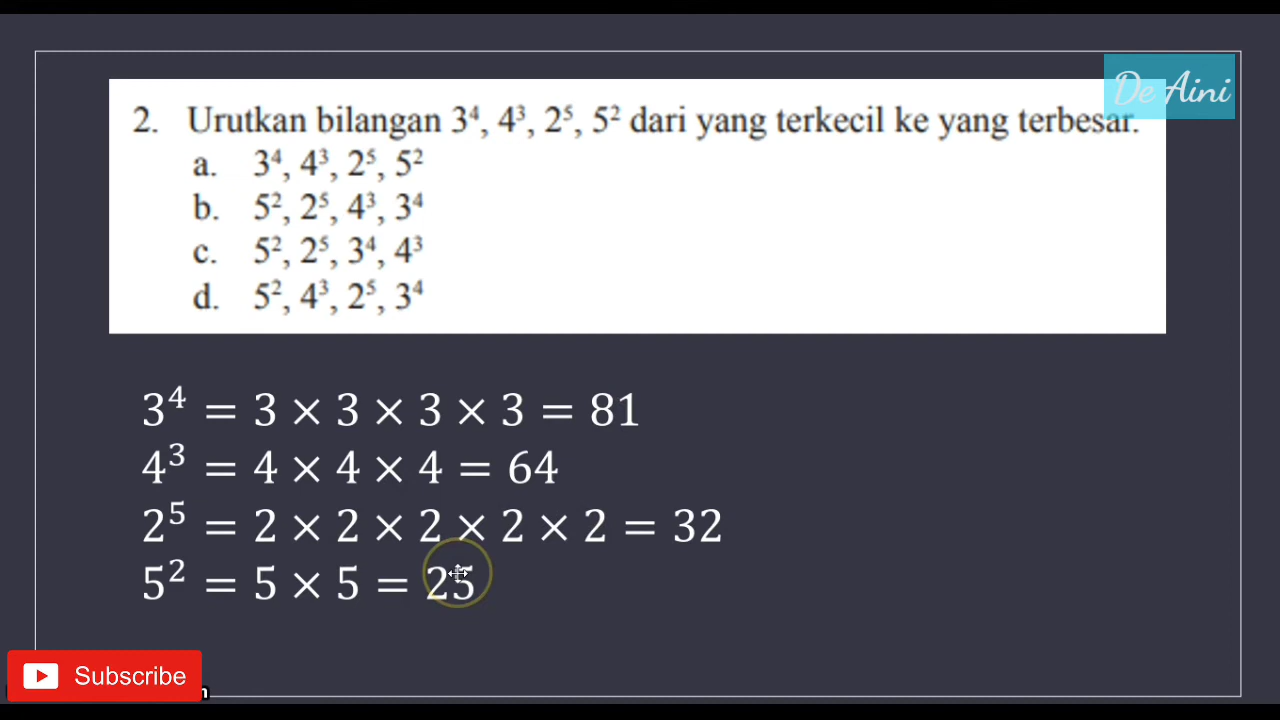 De Aini
2. Urutkan bilangan 3⁴, 4³, 2⁵, 5² dari yang terkecil ke yang terbesar.
a. 3⁴, 4³, 2⁵, 5²
b. 5², 2⁵, 4³, 3⁴
c. 5², 2⁵, 3⁴, 4³
d. 5², 4³, 2⁵, 3⁴
3⁴ = 3 × 3 × 3 × 3 = 81
4³ = 4 × 4 × 4 = 64
2⁵ = 2 × 2 × 2 × 2 × 2 = 32
5² = 5 × 5 = 25
Subscribe